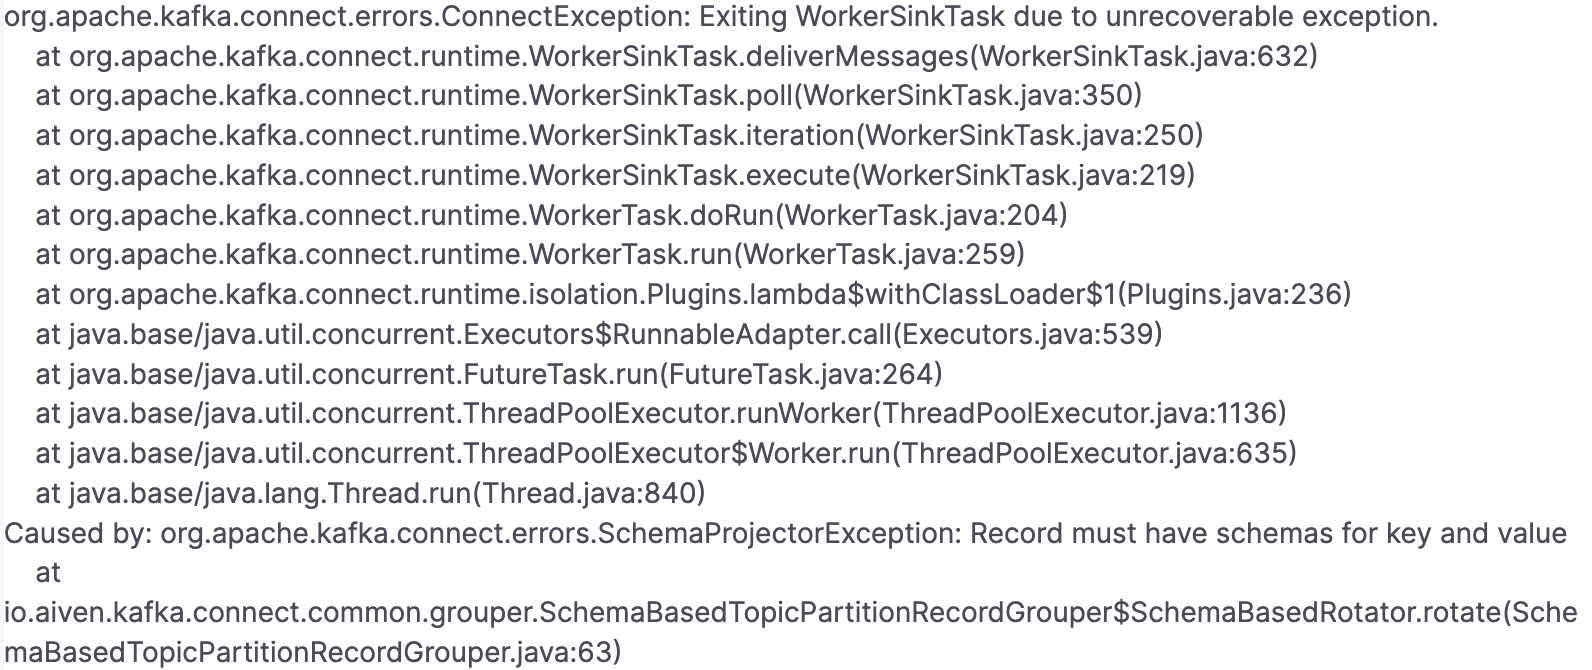 org.apache.kafka.connect.errors.ConnectException: Exiting WorkerSinkTask due to unrecoverable exception.
at org.apache.kafka.connect.runtime.WorkerSinkTask.deliverMessages(WorkerSinkTask.java:632)
at org.apache.kafka.connect.runtime.WorkerSinkTask.poll(WorkerSinkTask.java:350)
at org.apache.kafka.connect.runtime.WorkerSinkTask.iteration(WorkerSinkTask.java:250)
at org.apache.kafka.connect.runtime.WorkerSinkTask.execute(WorkerSinkTask.java:219)
at org.apache.kafka.connect.runtime.WorkerTask.doRun(WorkerTask.java:204)
at org.apache.kafka.connect.runtime.WorkerTask.run(WorkerTask.java:259)
at org.apache.kafka.connect.runtime.isolation.Plugins.lambda$withClassLoader$1(Plugins.java:236)
at java.base/java.util.concurrent.Executors$RunnableAdapter.call(Executors.java:539)
at java.base/java.util.concurrent.FutureTask.run(FutureTask.java:264)
at java.base/java.util.concurrent.ThreadPoolExecutor.runWorker(ThreadPoolExecutor.java:1136)
at java.base/java.util.concurrent.ThreadPoolExecutor$Worker.run(ThreadPoolExecutor.java:635)
at java.base/java.lang.Thread.run(Thread.java:840)
Caused by: org.apache.kafka.connect.errors.SchemaProjectorException: Record must have schemas for key and value
at
io.aiven.kafka.connect.common.grouper.SchemaBasedTopicPartitionRecordGrouper$SchemaBasedRotator.rotate(Sche
maBasedTopicPartitionRecordGrouper.java:63)